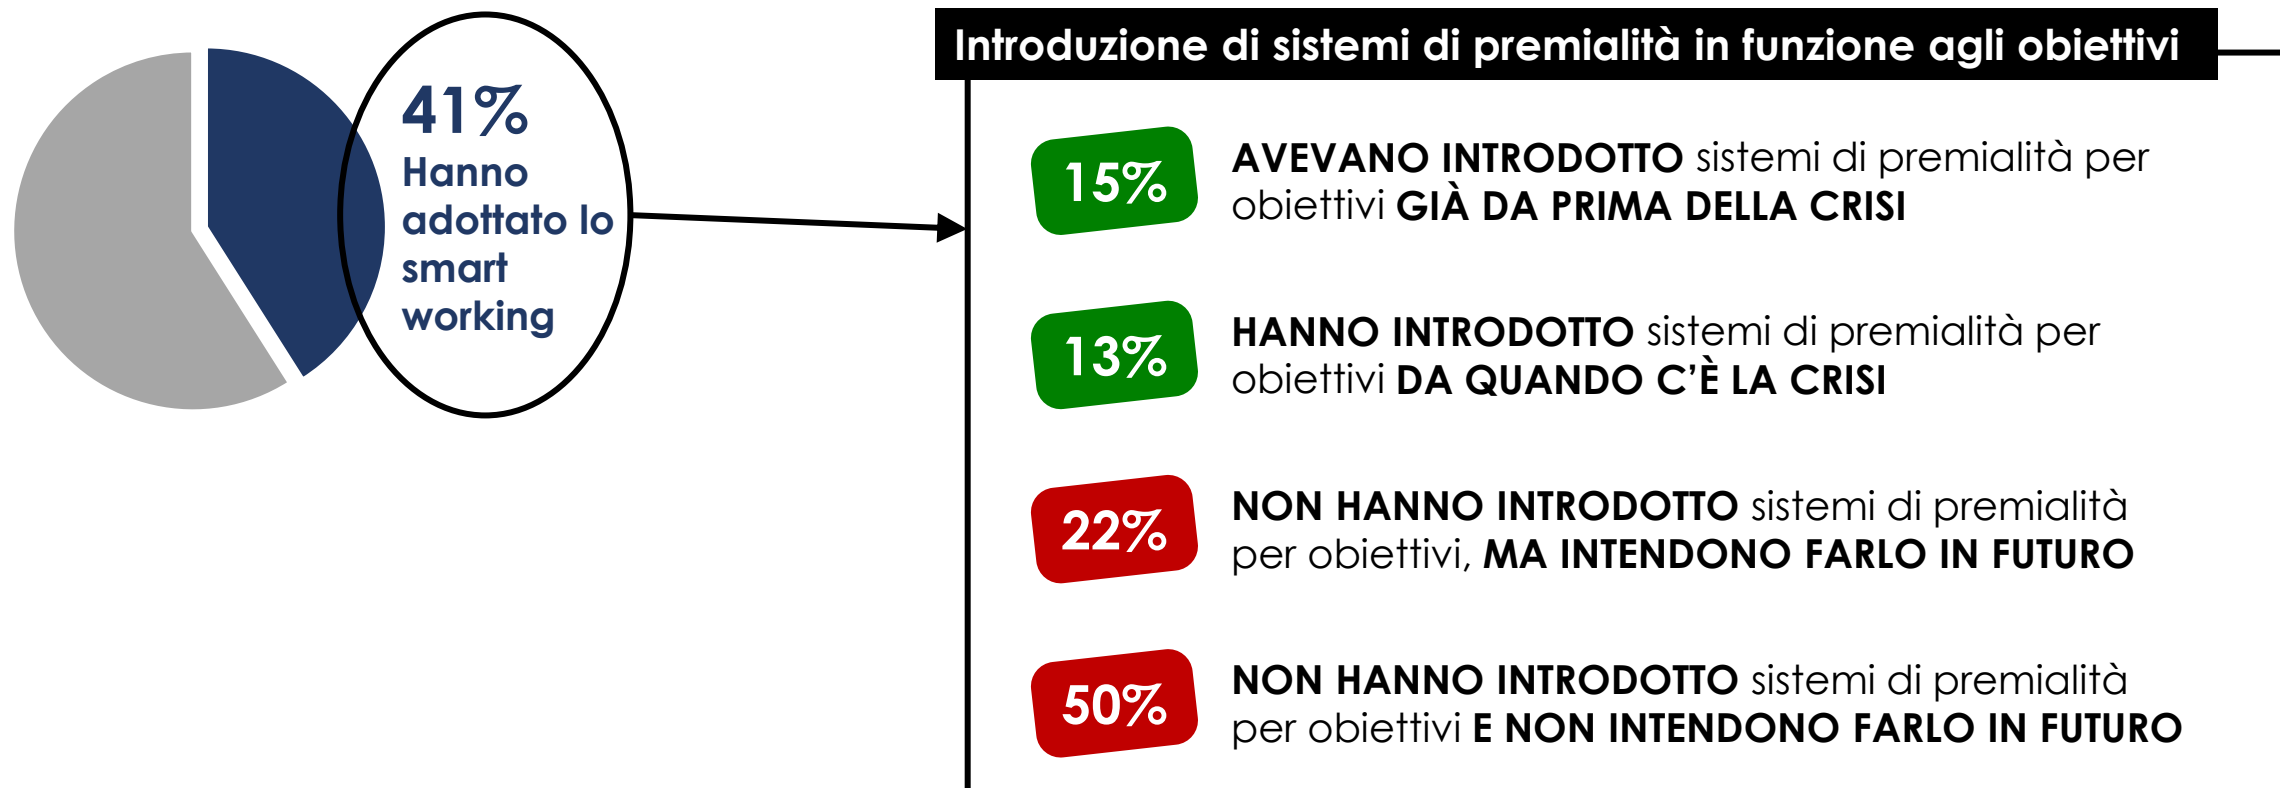 41%
Hanno
adottato lo
smart
working
Introduzione di sistemi di premialità in funzione agli obiettivi
15%
AVEVANO INTRODOTTO sistemi di premialità per
obiettivi GIÀ DA PRIMA DELLA CRISI
13%
HANNO INTRODOTTO sistemi di premialità per
obiettivi DA QUANDO C’È LA CRISI
22%
NON HANNO INTRODOTTO sistemi di premialità
per obiettivi, MA INTENDONO FARLO IN FUTURO
50%
NON HANNO INTRODOTTO sistemi di premialità
per obiettivi E NON INTENDONO FARLO IN FUTURO